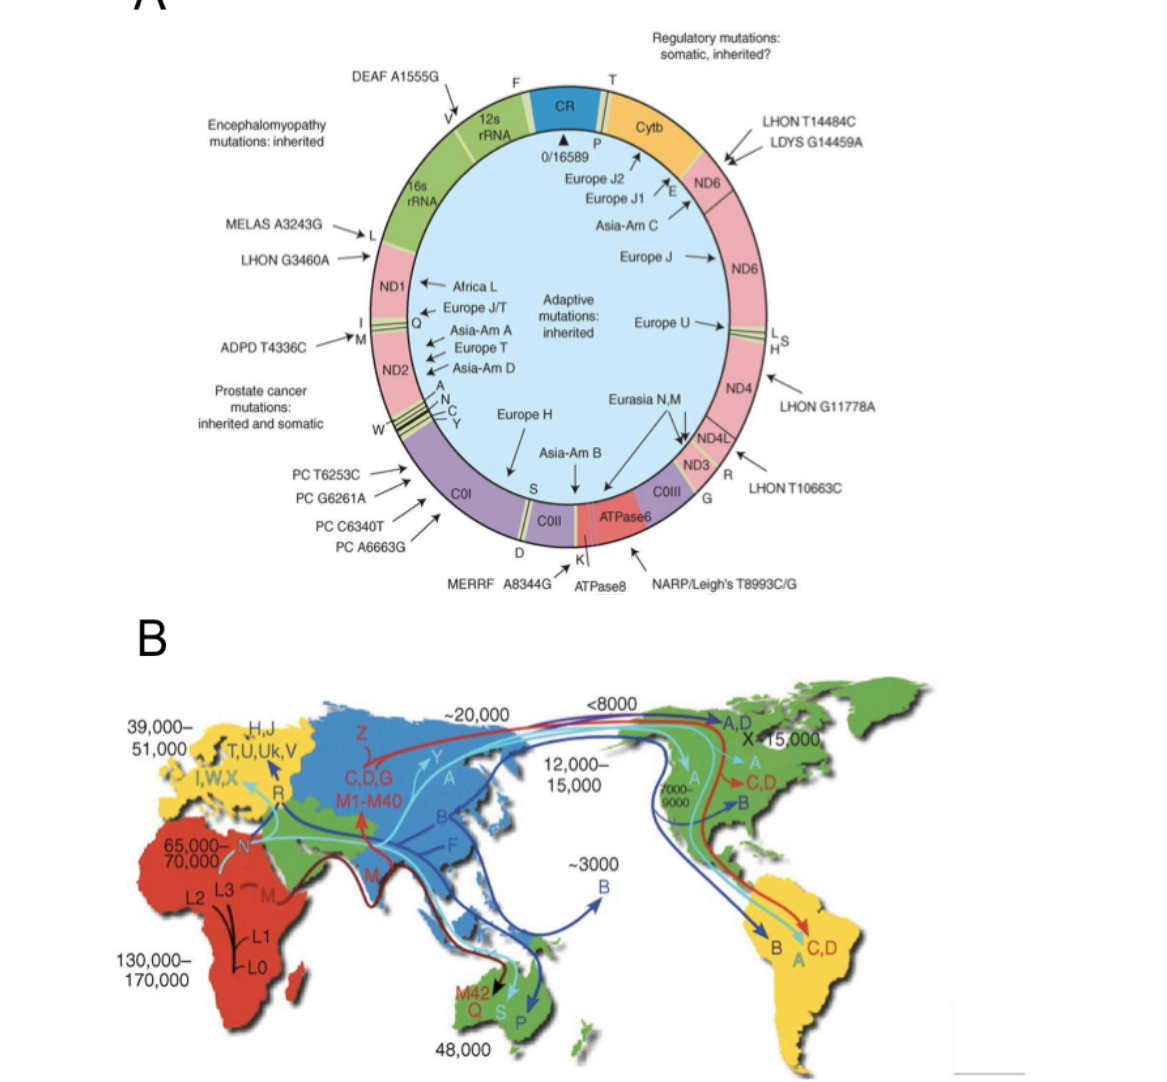 A
Regulatory mutations:
somatic, inherited?
DEAF A1555G
F
T
CR
V
12s
rRNA
Cytb
LHON T14484C
LDYS G14459A
Encephalomyopathy
mutations: inherited
0/16589
P
Europe J2
Europe J1
E
ND6
16s
rRNA
Asia-Am C
MELAS A3243G
L
LHON G3460A
Europe J
ND6
ND1
Africa L
Europe J/T
Adaptive
mutations:
inherited
I
Q
M
Asia-Am A
Europe T
Asia-Am D
Europe U
L
S
H
ADPD T4336C
ND2
Prostate cancer
mutations:
inherited and somatic
A
N
C
Y
W
ND4
LHON G11778A
Europe H
Eurasia N,M
ND4L
Asia-Am B
ND3
R
LHON T10663C
G
PC T6253C
PC G6261A
PC C6340T
PC A6663G
C0I
S
C0II
ATPase6
C0III
D
K
MERRF A8344G
ATPase8
NARP/Leigh's T8993C/G
B
39,000–
51,000
H,J
T,U,Uk,V
I,W,X
R
Z
~20,000
<8000
A,D
X~15,000
Y
A
C,D,G
M1-M40
12,000–
15,000
A
7000–
9000
A
C,D
B
65,000–
70,000
N
B
F
M
~3000
B
L2
L3
M
L1
L0
130,000–
170,000
B
A
C,D
M42
Q
S
P
48,000